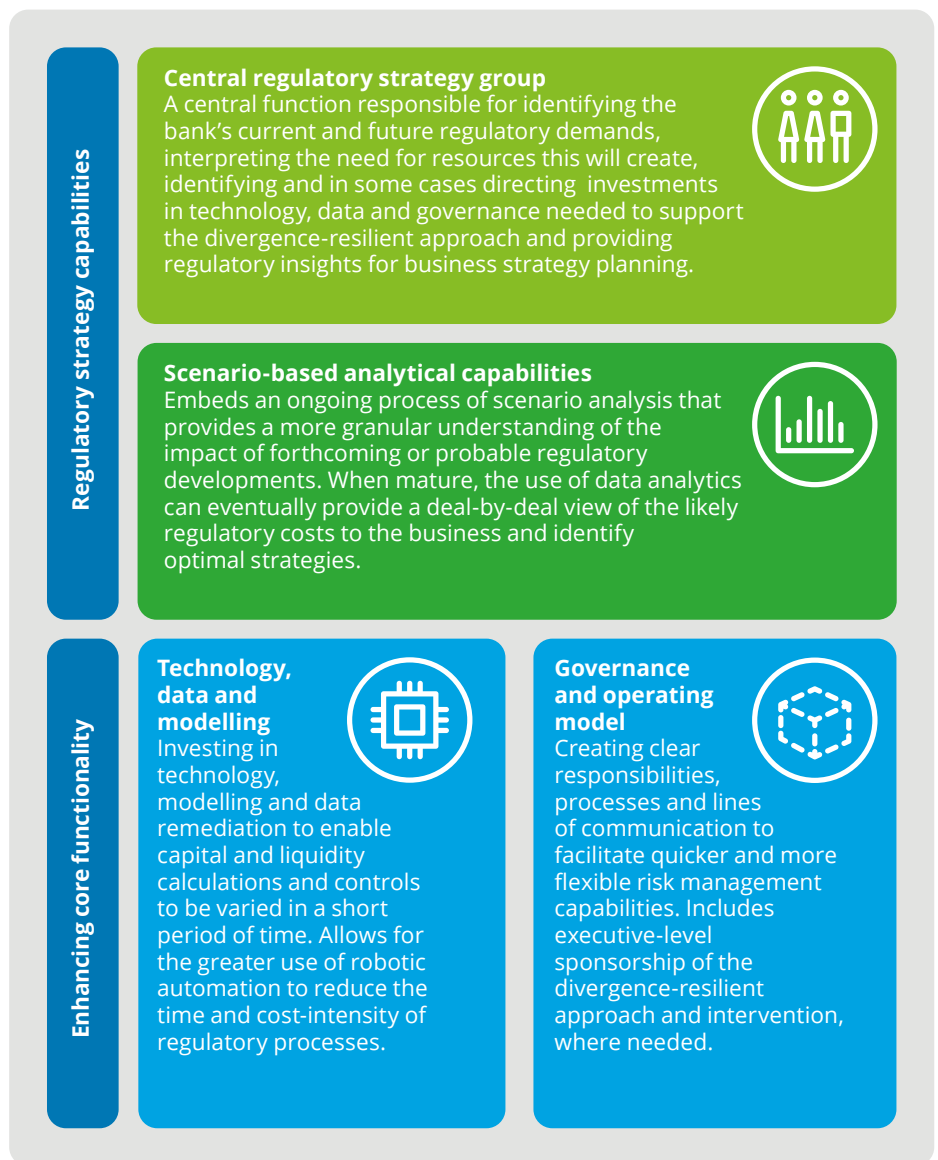 Regulatory strategy capabilities
Central regulatory strategy group
A central function responsible for identifying the
bank’s current and future regulatory demands,
interpreting the need for resources this will create,
identifying and in some cases directing  investments
in technology, data and governance needed to support
the divergence-resilient approach and providing
regulatory insights for business strategy planning.
Scenario-based analytical capabilities
Embeds an ongoing process of scenario analysis that
provides a more granular understanding of the
impact of forthcoming or probable regulatory
developments. When mature, the use of data analytics
can eventually provide a deal-by-deal view of the likely
regulatory costs to the business and identify
optimal strategies.
Enhancing core functionality
Technology,
data and
modelling
Investing in
technology,
modelling and data
remediation to enable
capital and liquidity
calculations and controls
to be varied in a short
period of time. Allows for
the greater use of robotic
automation to reduce the
time and cost-intensity of
regulatory processes.
Governance
and operating
model
Creating clear
responsibilities,
processes and lines
of communication to
facilitate quicker and more
flexible risk management
capabilities. Includes
executive-level
sponsorship of the
divergence-resilient
approach and intervention,
where needed.